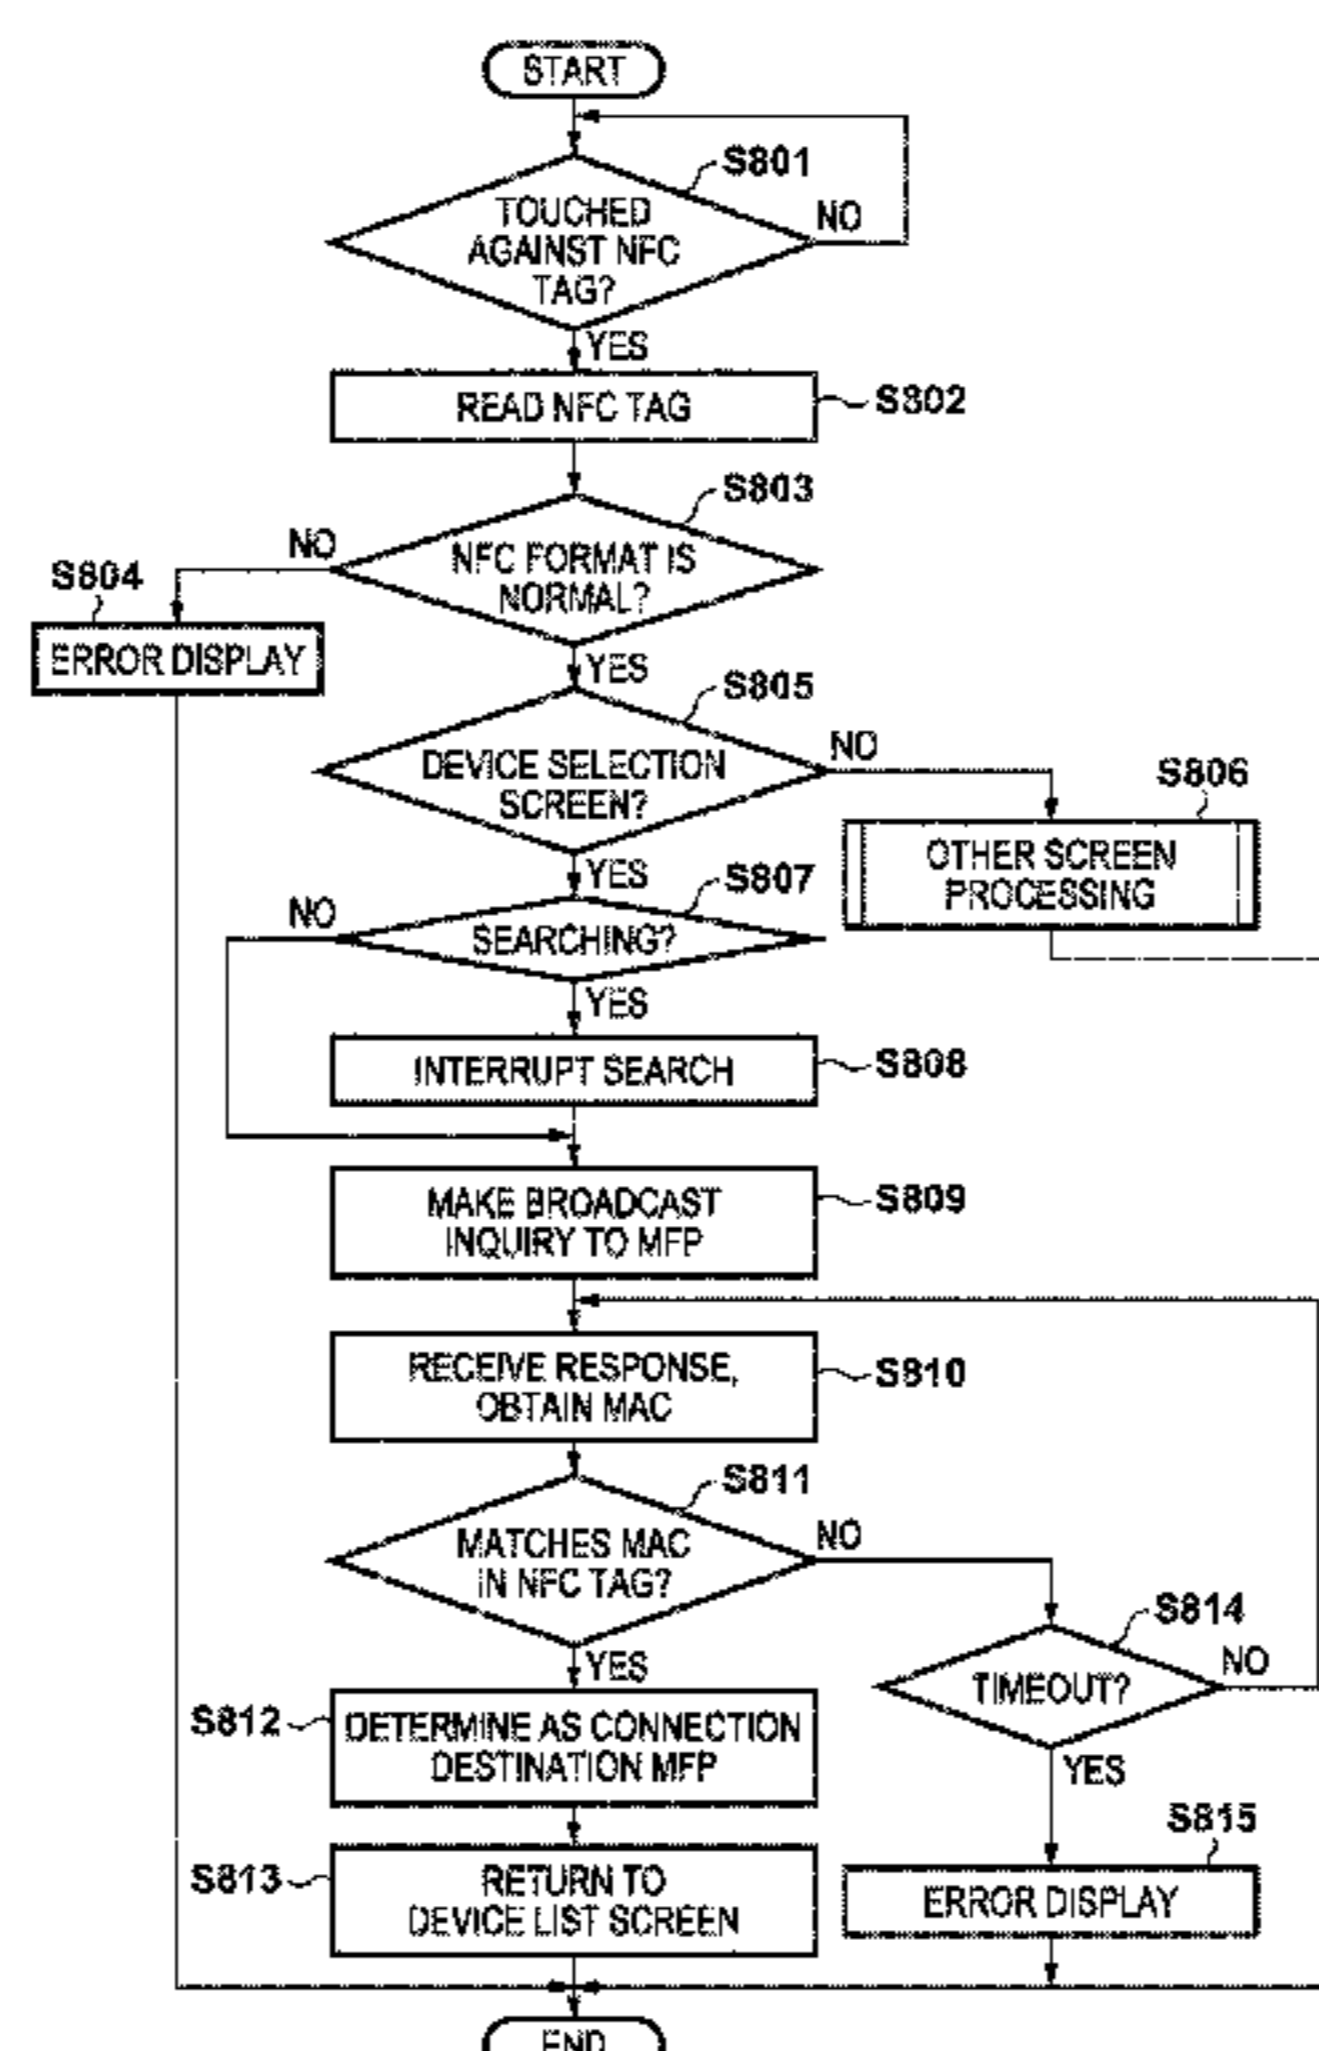 START
S801
TOUCHED
AGAINST NFC
TAG?
NO
YES
READ NFC TAG
S802
S803
NO
NFC FORMAT IS
NORMAL?
S804
ERROR DISPLAY
YES
S805
DEVICE SELECTION
SCREEN?
NO
S806
OTHER SCREEN
PROCESSING
YES
S807
NO
SEARCHING?
YES
INTERRUPT SEARCH
S808
MAKE BROADCAST
INQUIRY TO MFP
S809
RECEIVE RESPONSE,
OBTAIN MAC
S810
S811
MATCHES MAC
IN NFC TAG?
NO
S814
TIMEOUT?
NO
YES
YES
S812
DETERMINE AS CONNECTION
DESTINATION MFP
S815
ERROR DISPLAY
S813
RETURN TO
DEVICE LIST SCREEN
END